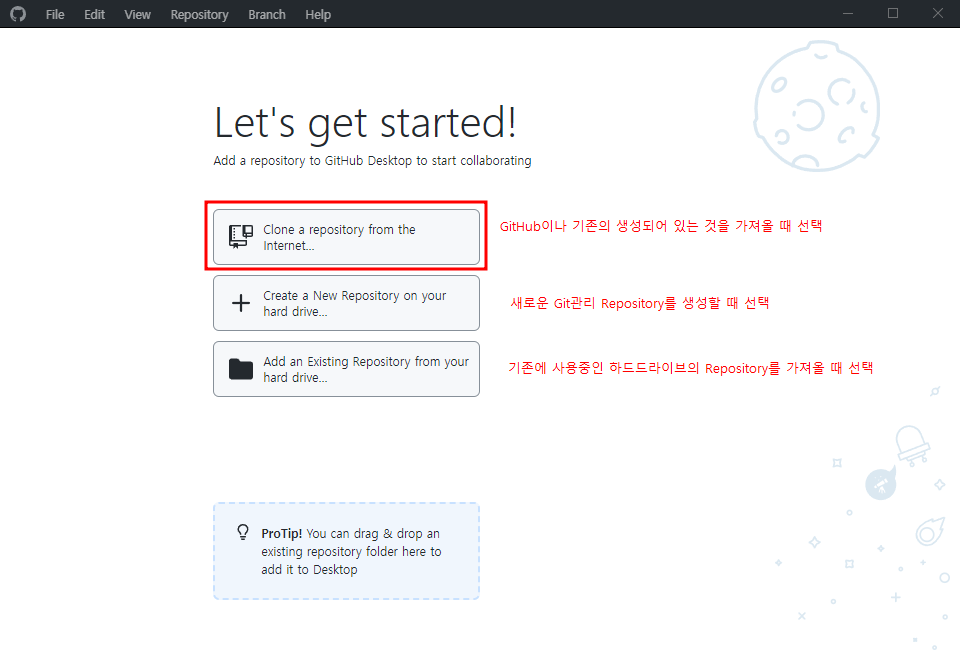 File Edit View Repository Branch Help
Let's get started!
Add a repository to GitHub Desktop to start collaborating
Clone a repository from the
Internet...
GitHub이나 기존의 생성되어 있는 것을 가져올 때 선택
Create a New Repository on your
hard drive...
새로운 Git관리 Repository를 생성할 때 선택
Add an Existing Repository from your
hard drive...
기존에 사용중인 하드드라이브의 Repository를 가져올 때 선택
ProTip! You can drag & drop an
existing repository folder here to
add it to Desktop